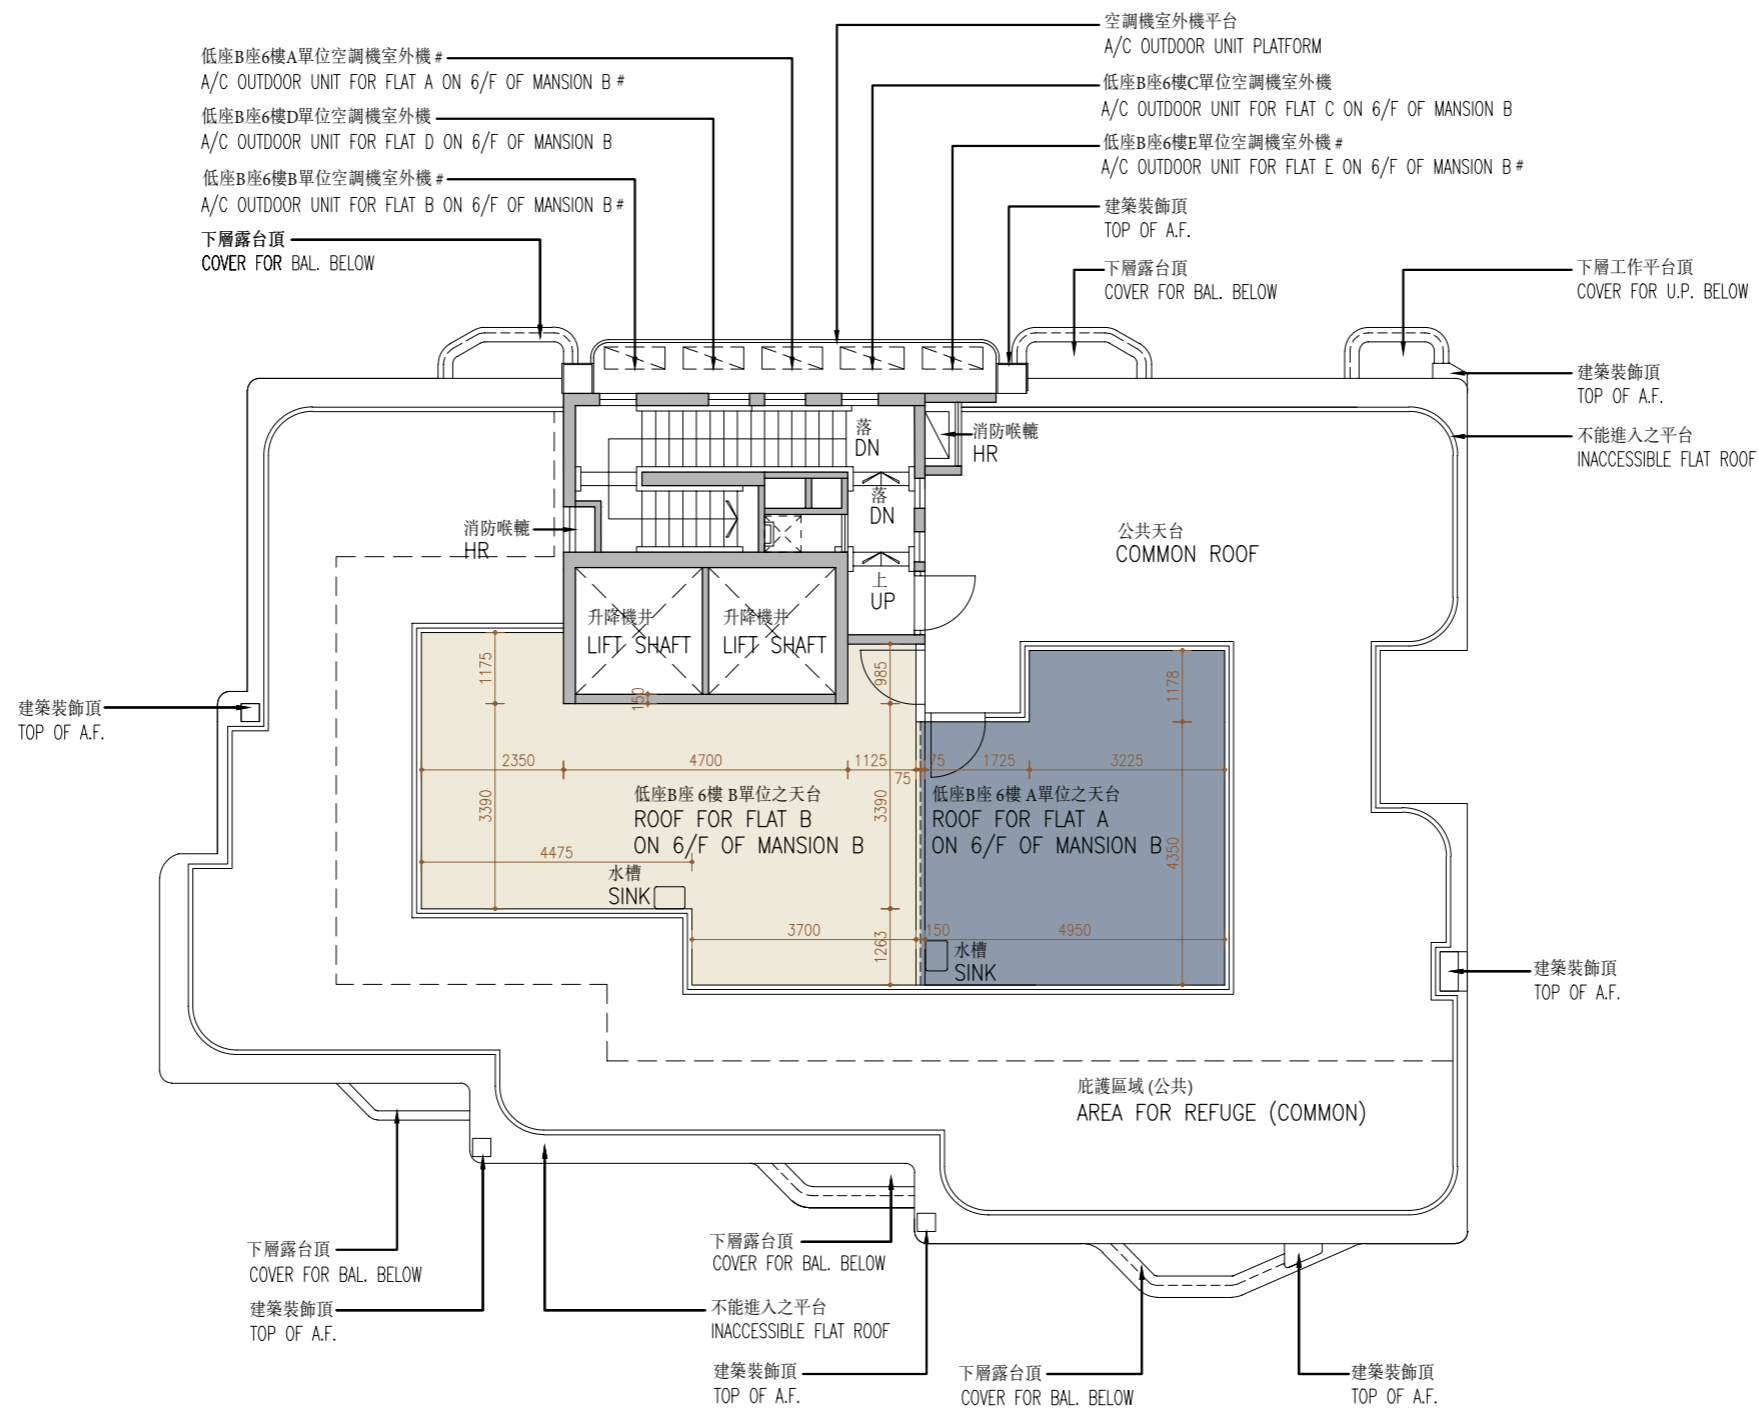 空調機室外機平台
A/C OUTDOOR UNIT PLATFORM
低座B座6樓A單位空調機室外機 #
A/C OUTDOOR UNIT FOR FLAT A ON 6/F OF MANSION B #
低座B座6樓C單位空調機室外機
A/C OUTDOOR UNIT FOR FLAT C ON 6/F OF MANSION B
低座B座6樓D單位空調機室外機
A/C OUTDOOR UNIT FOR FLAT D ON 6/F OF MANSION B
低座B座6樓E單位空調機室外機 #
A/C OUTDOOR UNIT FOR FLAT E ON 6/F OF MANSION B #
低座B座6樓B單位空調機室外機 #
A/C OUTDOOR UNIT FOR FLAT B ON 6/F OF MANSION B #
建築裝飾頂
TOP OF A.F.
下層露台頂
COVER FOR BAL. BELOW
下層露台頂
COVER FOR BAL. BELOW
下層工作平台頂
COVER FOR U.P. BELOW
建築裝飾頂
TOP OF A.F.
不能進入之平台
INACCESSIBLE FLAT ROOF
落
DN
消防喉轆
HR
落
DN
消防喉轆
HR
公共天台
COMMON ROOF
上
UP
升降機井
LIFT SHAFT
升降機井
LIFT SHAFT
1175
150
985
1178
建築裝飾頂
TOP OF A.F.
2350
4700
1125
75
75
1725
3225
3390
3390
4350
低座B座 6樓 B單位之天台
ROOF FOR FLAT B
ON 6/F OF MANSION B
低座B座 6樓 A單位之天台
ROOF FOR FLAT A
ON 6/F OF MANSION B
4475
水槽
SINK
3700
1263
150
4950
水槽
SINK
建築裝飾頂
TOP OF A.F.
庇護區域 (公共)
AREA FOR REFUGE (COMMON)
下層露台頂
COVER FOR BAL. BELOW
下層露台頂
COVER FOR BAL. BELOW
建築裝飾頂
TOP OF A.F.
不能進入之平台
INACCESSIBLE FLAT ROOF
建築裝飾頂
TOP OF A.F.
下層露台頂
COVER FOR BAL. BELOW
建築裝飾頂
TOP OF A.F.